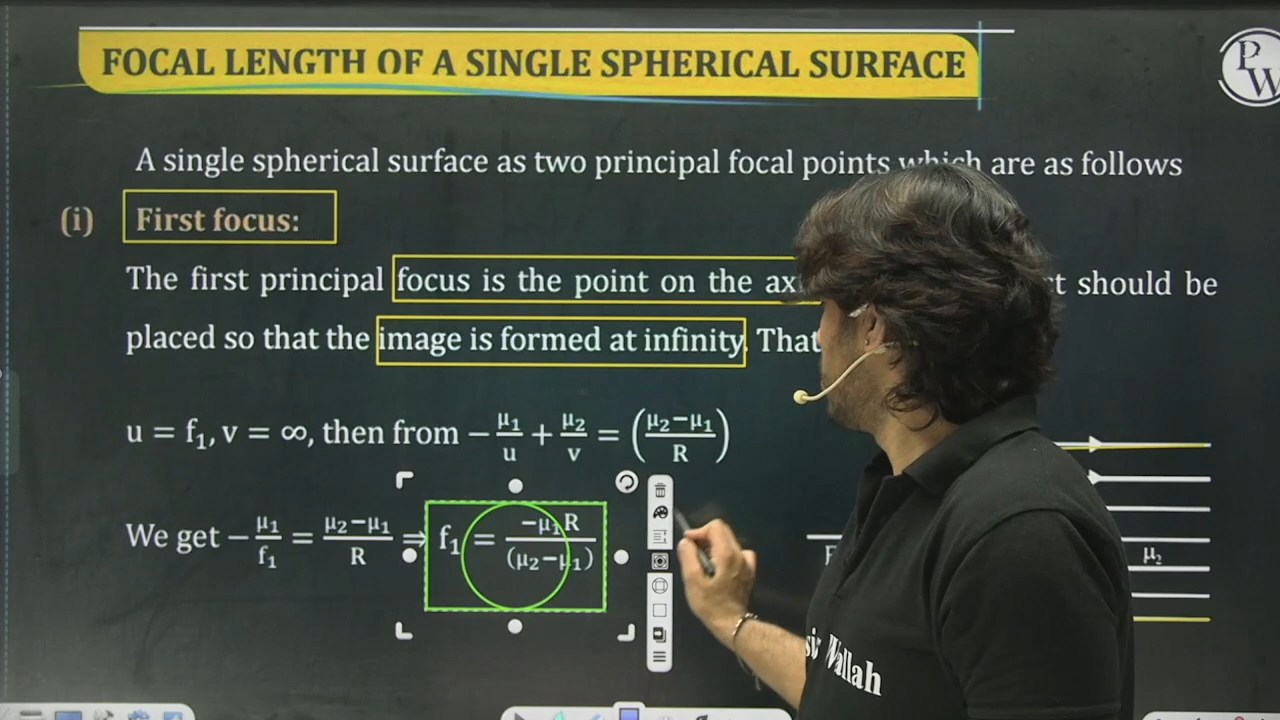 FOCAL LENGTH OF A SINGLE SPHERICAL SURFACE
PW
A single spherical surface as two principal focal points which are as follows
(i) First focus:
The first principal focus is the point on the ax t should be
placed so that the image is formed at infinity. That
u = f₁, v = ∞, then from −μ₁/u + μ₂/v = ((μ₂−μ₁)/R)
We get −μ₁/f₁ = (μ₂−μ₁)/R ⇒ f₁ = −μ₁R/(μ₂−μ₁)
F
μ₂
Wallah